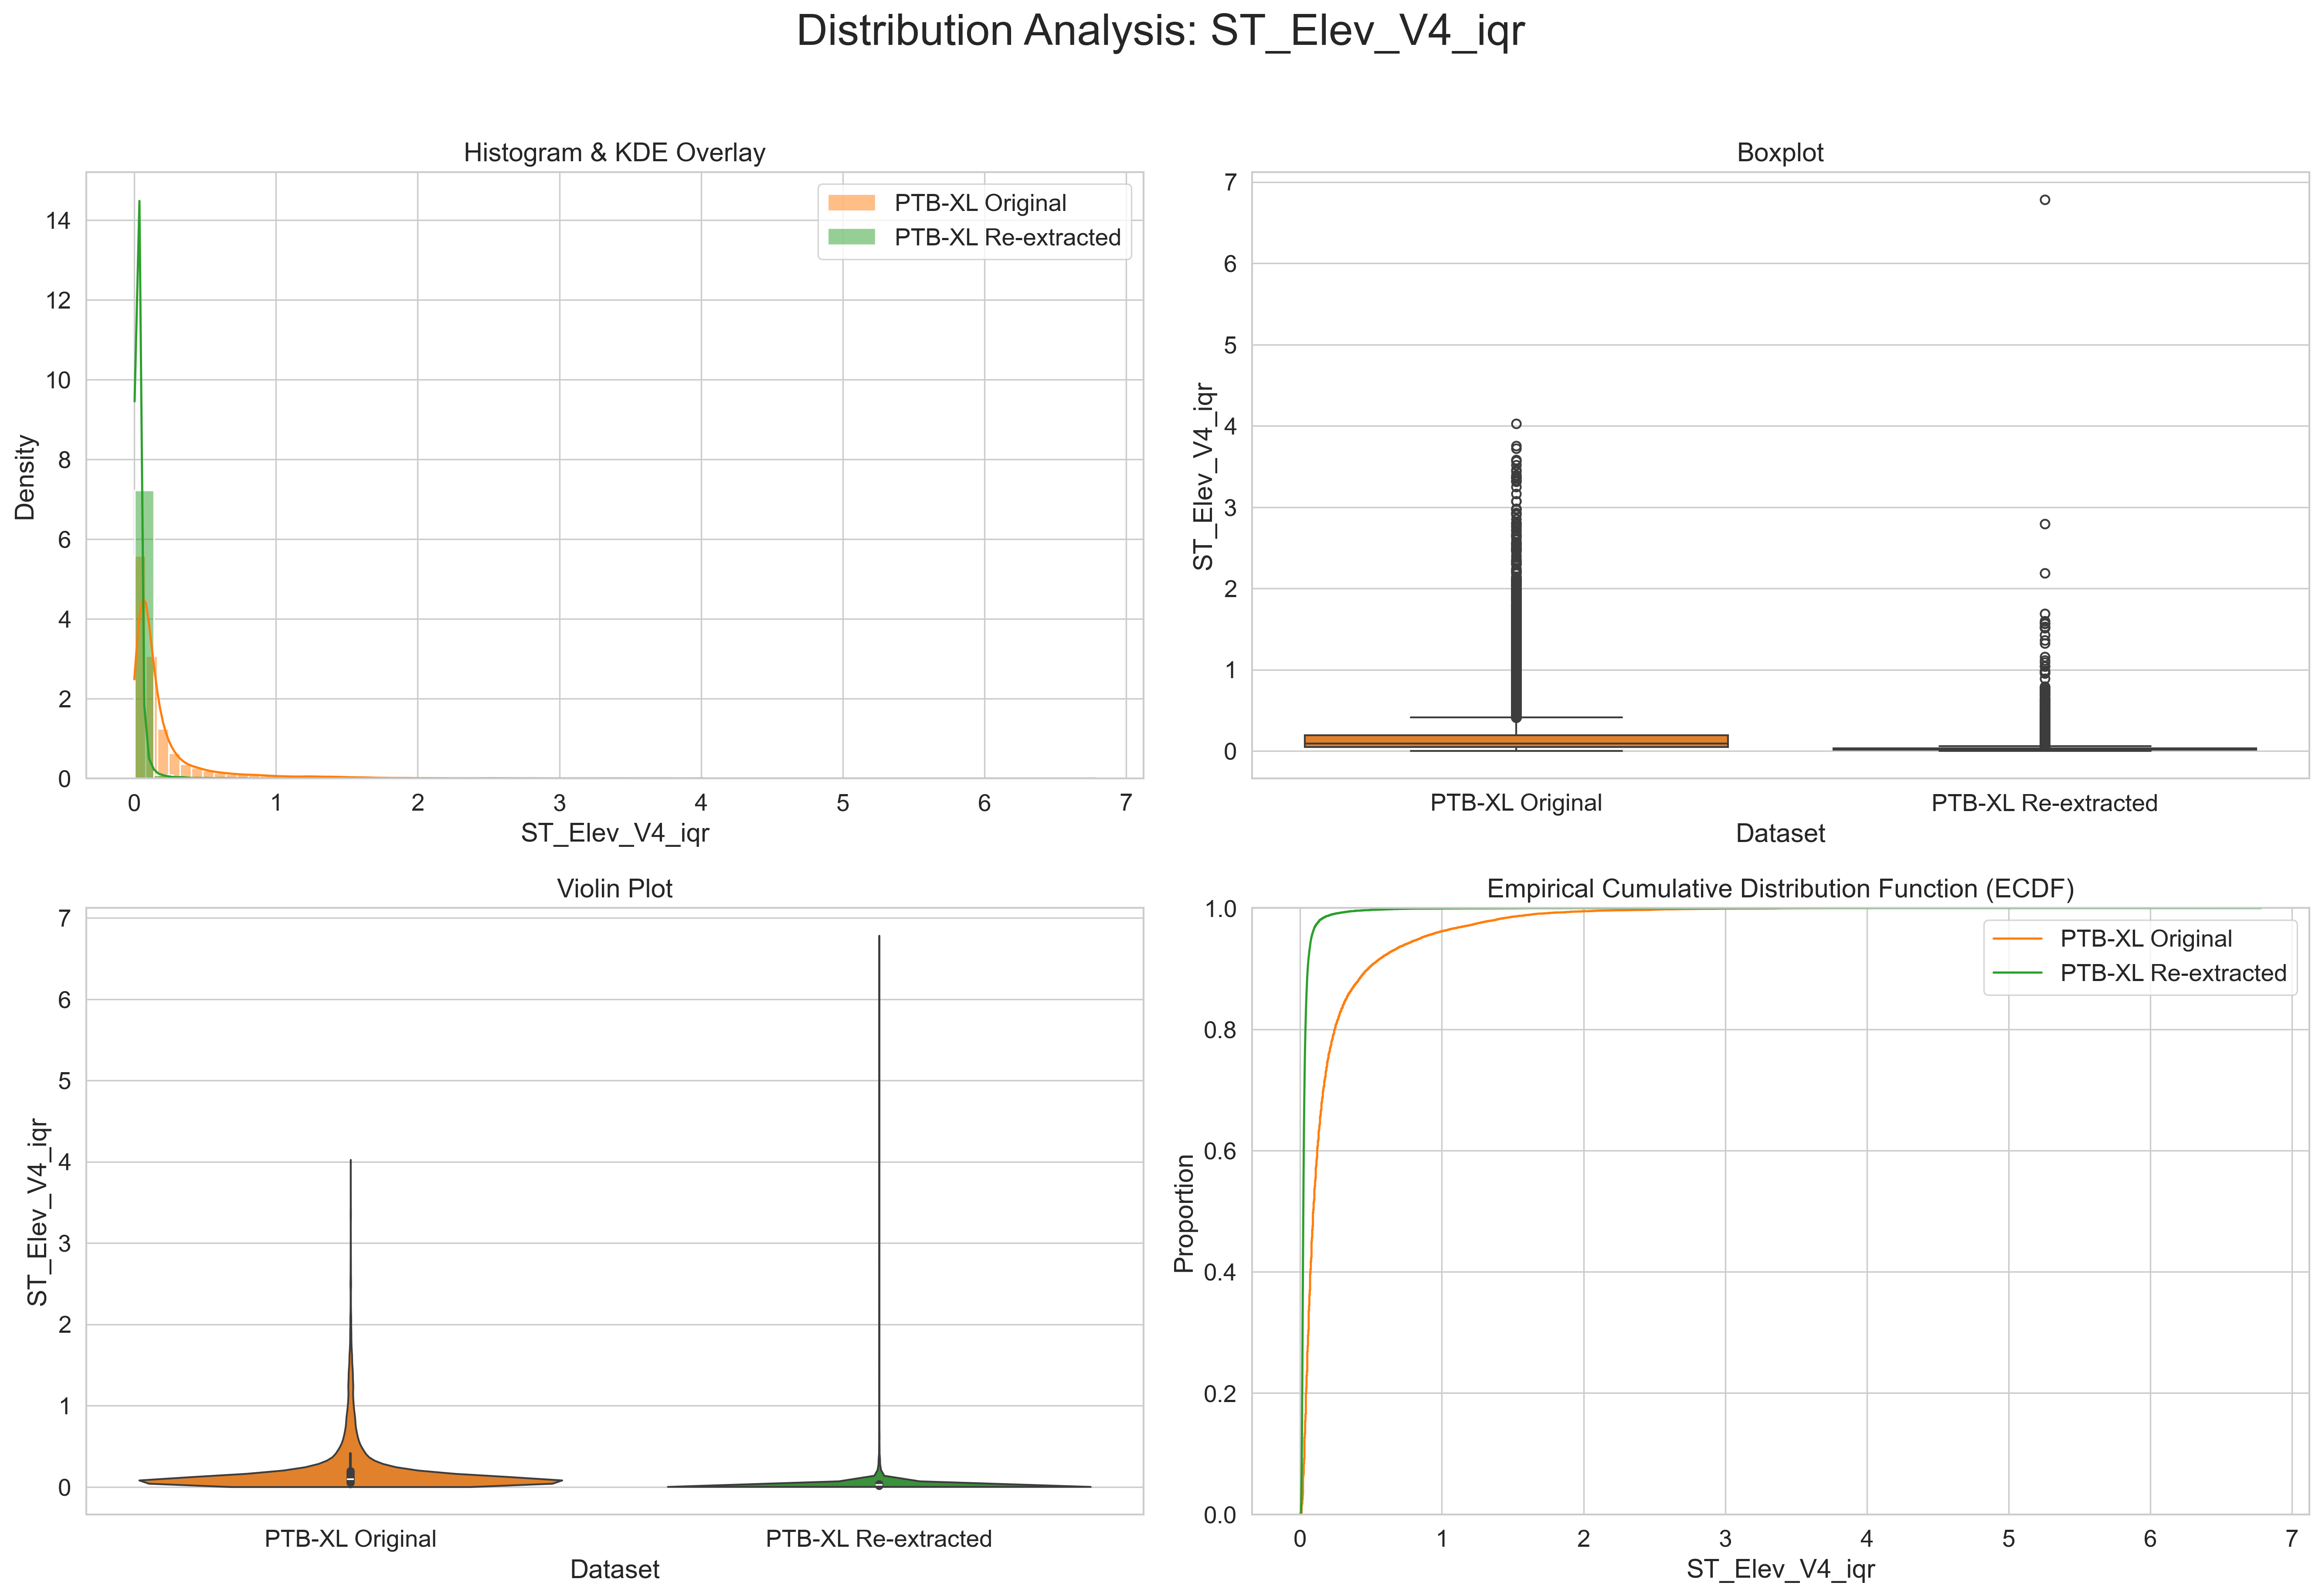 Distribution Analysis: ST_Elev_V4_iqr
Histogram & KDE Overlay
PTB-XL Original
PTB-XL Re-extracted
Density
14
12
10
8
6
4
2
0
0 1 2 3 4 5 6 7
ST_Elev_V4_iqr
Boxplot
ST_Elev_V4_iqr
7
6
5
4
3
2
1
0
PTB-XL Original PTB-XL Re-extracted
Dataset
Violin Plot
ST_Elev_V4_iqr
7
6
5
4
3
2
1
0
PTB-XL Original PTB-XL Re-extracted
Dataset
Empirical Cumulative Distribution Function (ECDF)
PTB-XL Original
PTB-XL Re-extracted
Proportion
1.0
0.8
0.6
0.4
0.2
0.0
0 1 2 3 4 5 6 7
ST_Elev_V4_iqr